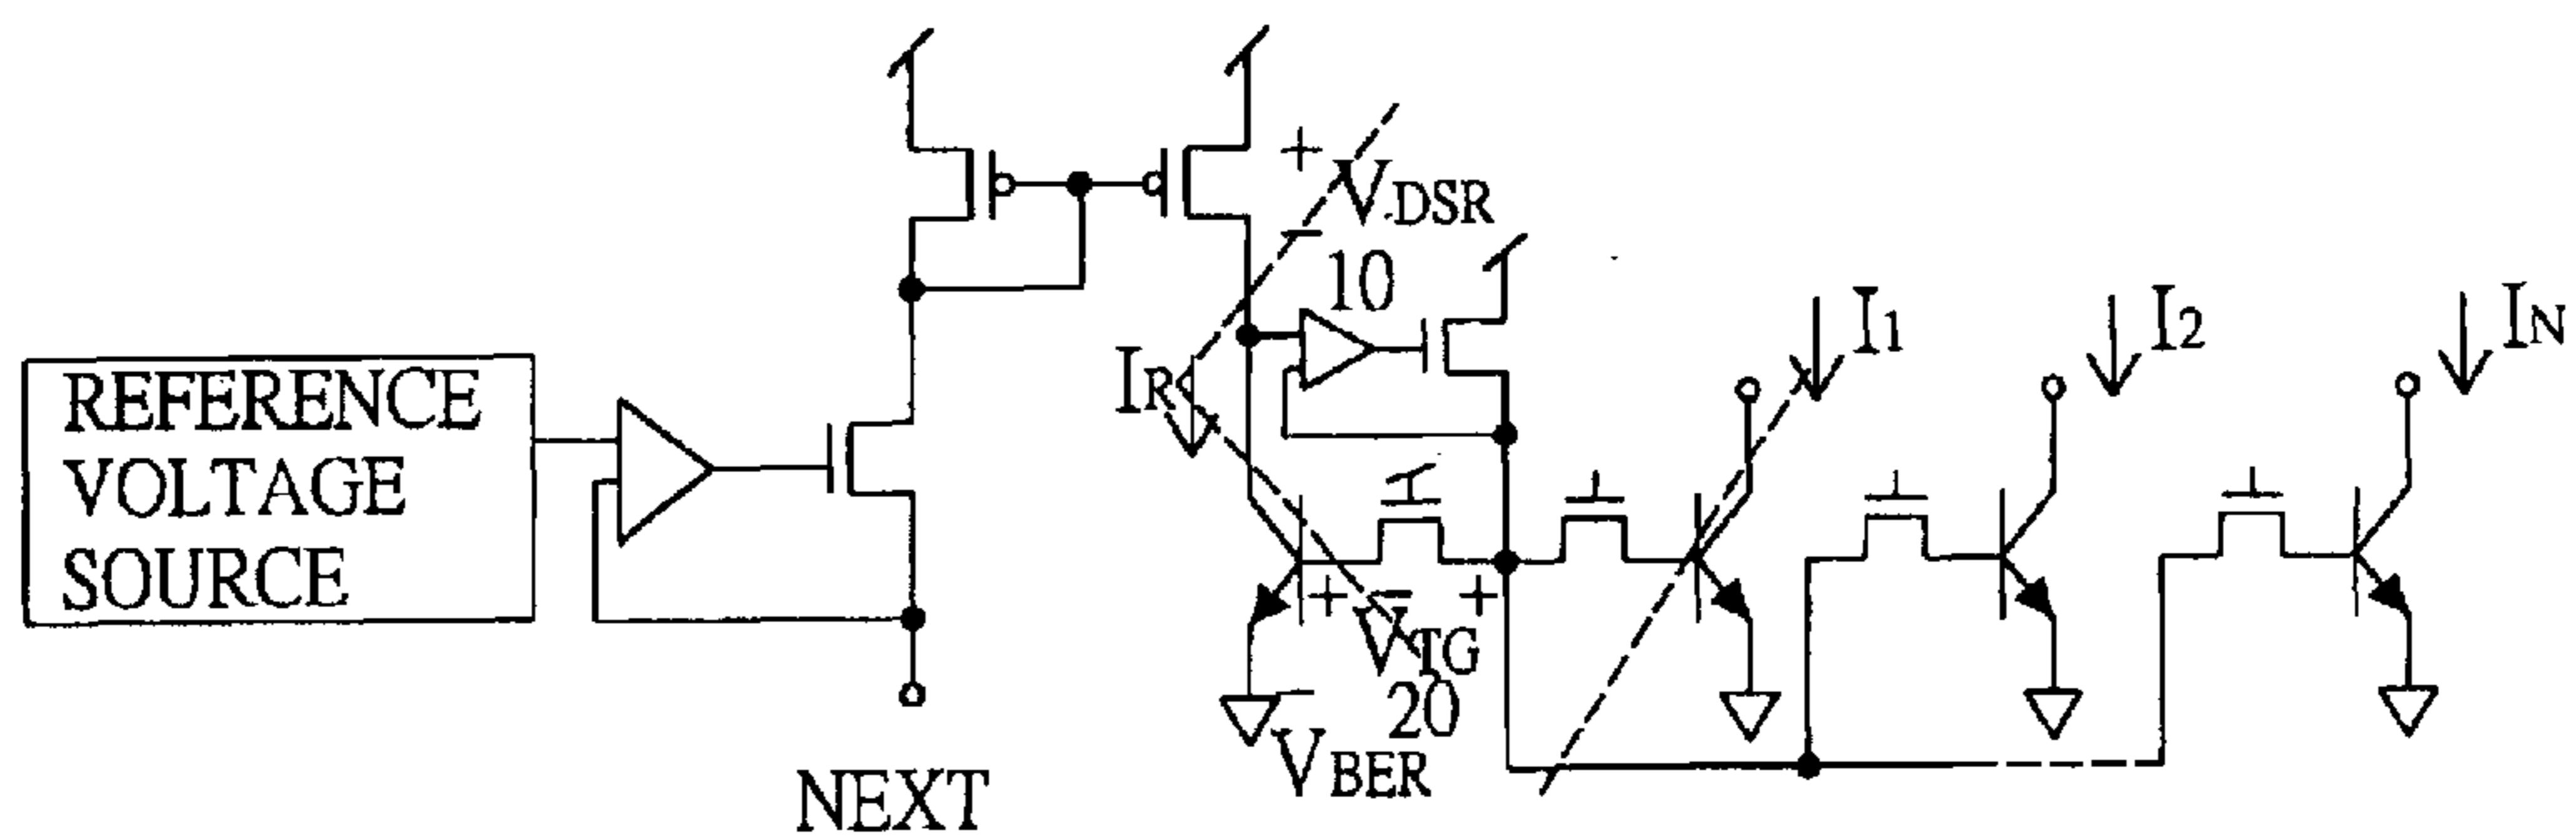 REFERENCE
VOLTAGE
SOURCE
NEXT
+
VDSR
−
10
IR
+
− +
VTG
20
−
VBER
I1
I2
IN